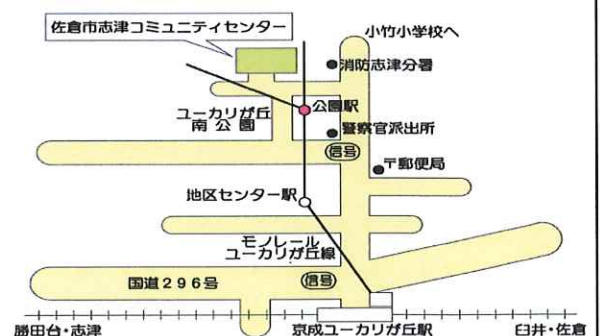 佐倉市志津コミュニティセンター
小竹小学校へ
消防志津分署
公園駅
ユーカリが丘
南公園
警察官派出所
信号
〒郵便局
地区センター駅
モノレール
ユーカリが丘線
国道296号
信号
勝田台・志津
京成ユーカリが丘駅
臼井・佐倉